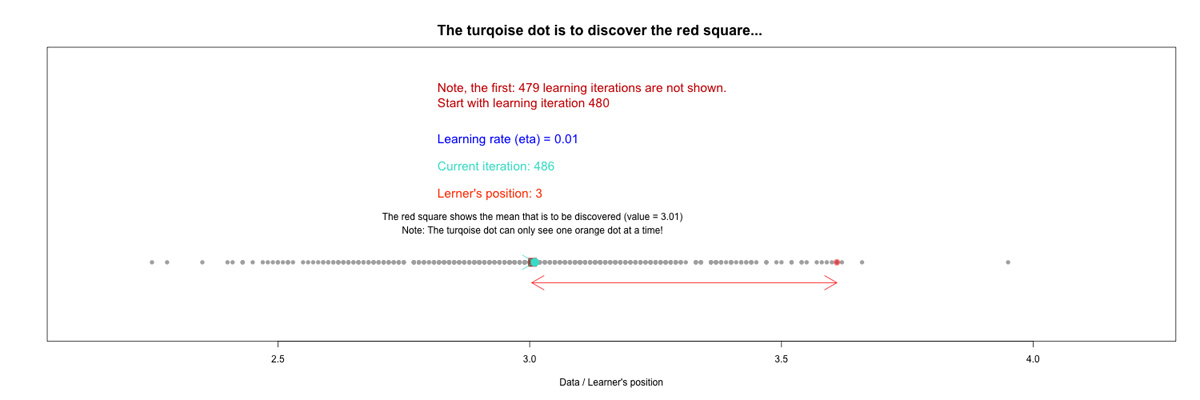 The turqoise dot is to discover the red square...
Note, the first: 479 learning iterations are not shown.
Start with learning iteration 480
Learning rate (eta) = 0.01
Current iteration: 486
Lerner's position: 3
The red square shows the mean that is to be discovered (value = 3.01)
Note: The turqoise dot can only see one orange dot at a time!
2.5 3.0 3.5 4.0
Data / Learner's position